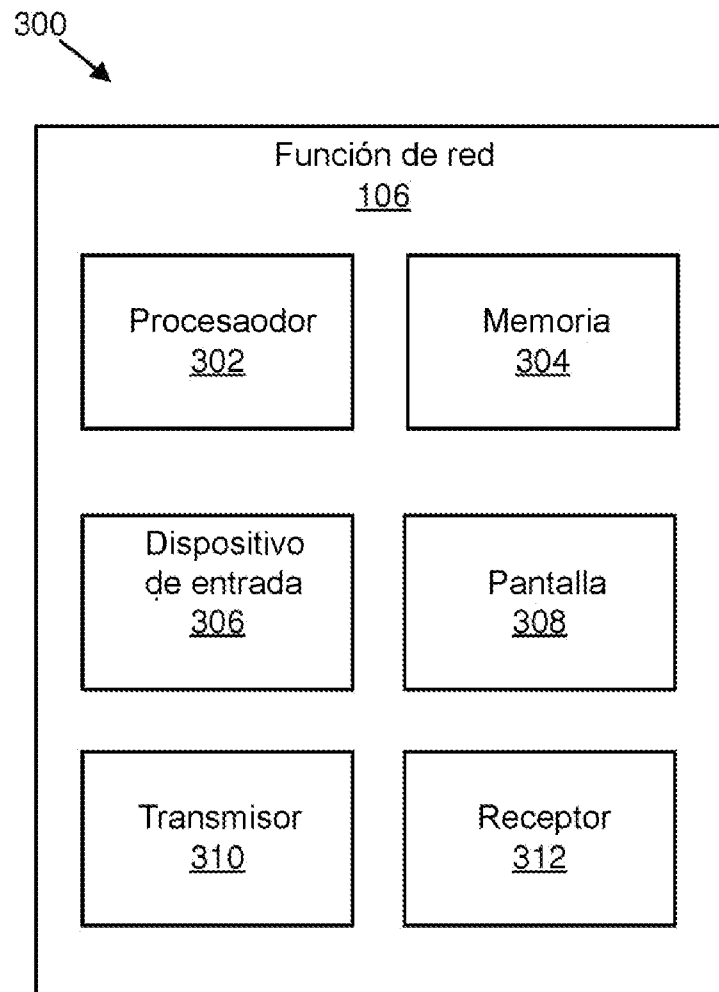 300
Función de red
106
Procesaodor
302
Memoria
304
Dispositivo
de entrada
306
Pantalla
308
Transmisor
310
Receptor
312